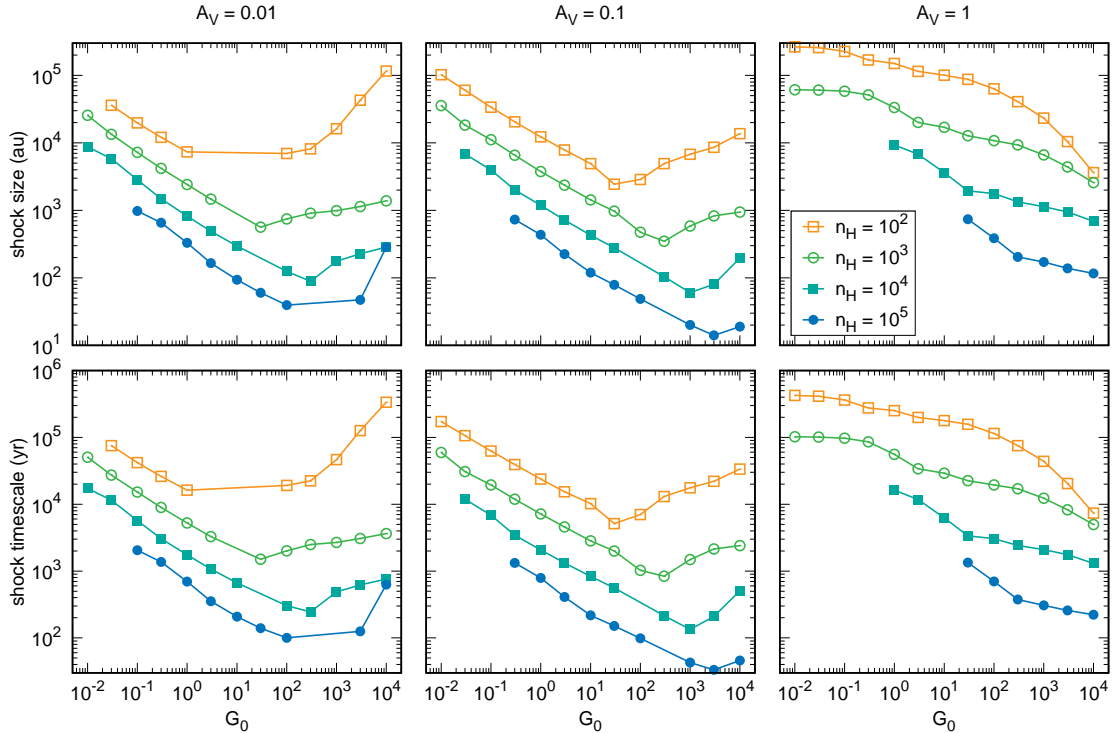 A_V = 0.01
A_V = 0.1
A_V = 1
shock size (au)
10^5
10^4
10^3
10^2
10^1
n_H = 10^2
n_H = 10^3
n_H = 10^4
n_H = 10^5
shock timescale (yr)
10^6
10^5
10^4
10^3
10^2
10^-2 10^-1 10^0 10^1 10^2 10^3 10^4
10^-2 10^-1 10^0 10^1 10^2 10^3 10^4
10^-2 10^-1 10^0 10^1 10^2 10^3 10^4
G_0
G_0
G_0